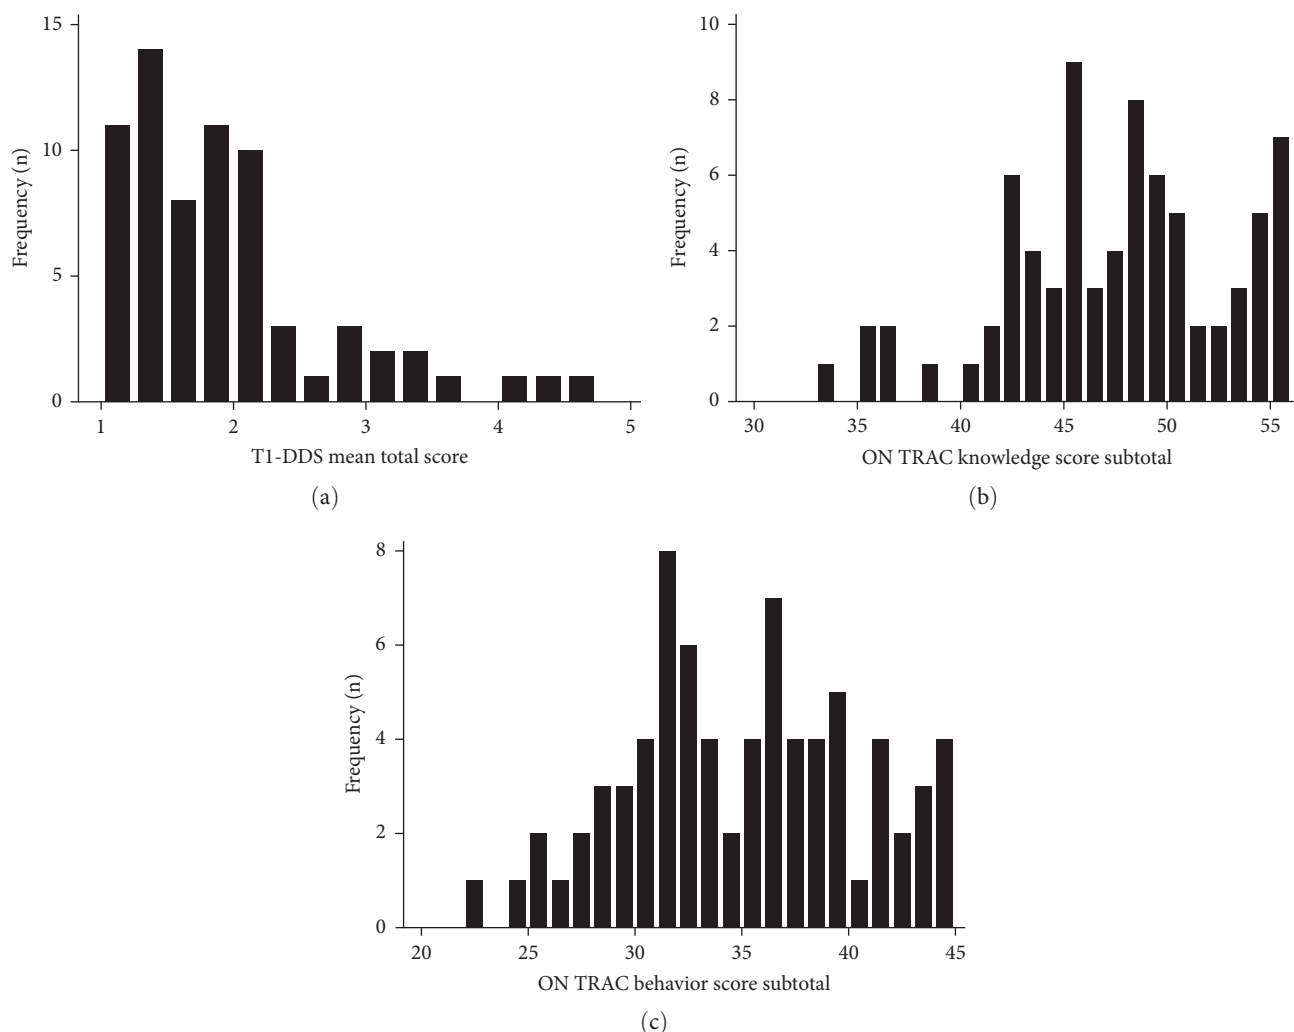 15
10
5
0
Frequency (n)
1 2 3 4 5
T1-DDS mean total score
(a)
10
8
6
4
2
0
Frequency (n)
30 35 40 45 50 55
ON TRAC knowledge score subtotal
(b)
8
6
4
2
0
Frequency (n)
20 25 30 35 40 45
ON TRAC behavior score subtotal
(c)